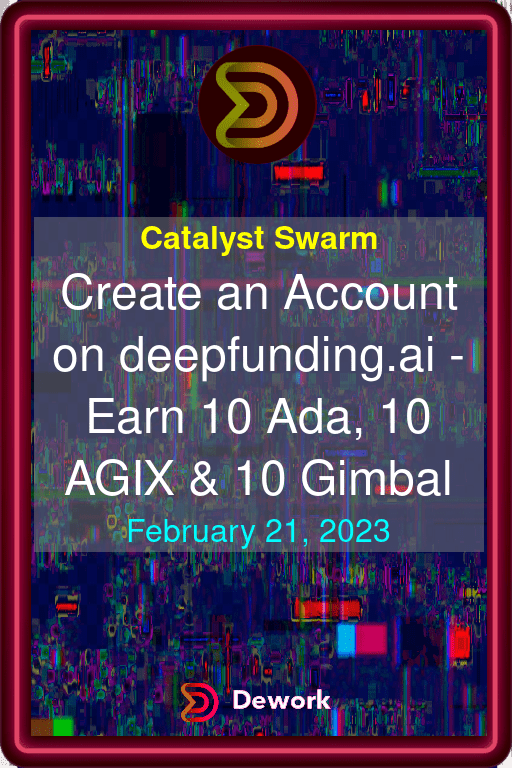 Catalyst Swarm
Create an Account
on deepfunding.ai -
Earn 10 Ada, 10
AGIX & 10 Gimbal
February 21, 2023
Dework